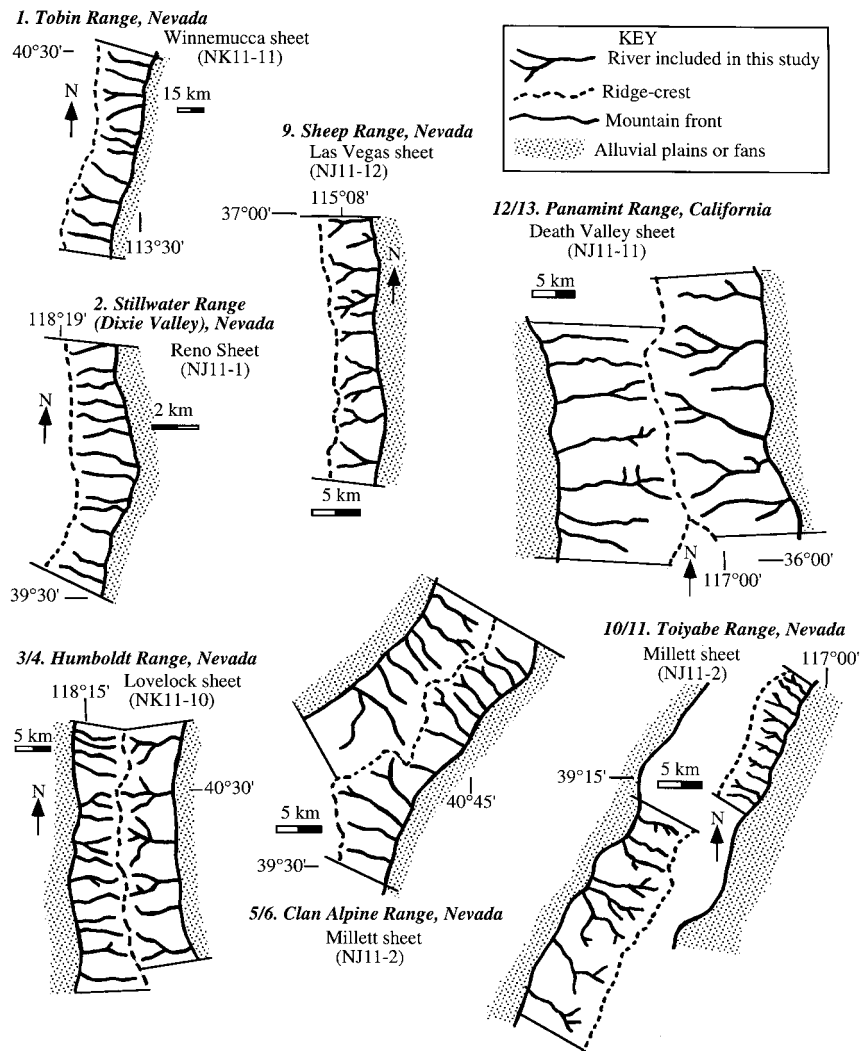 1. Tobin Range, Nevada
Winnemucca sheet
(NK11-11)
40°30'
N
15 km
113°30'
KEY
River included in this study
Ridge-crest
Mountain front
Alluvial plains or fans
9. Sheep Range, Nevada
Las Vegas sheet
(NJ11-12)
115°08'
37°00'
N
5 km
12/13. Panamint Range, California
Death Valley sheet
(NJ11-11)
5 km
N
117°00'
36°00'
2. Stillwater Range
(Dixie Valley), Nevada
118°19'
Reno Sheet
(NJ11-1)
N
2 km
39°30'
3/4. Humboldt Range, Nevada
Lovelock sheet
(NK11-10)
118°15'
5 km
N
40°30'
5 km
40°45'
39°30'
5/6. Clan Alpine Range, Nevada
Millett sheet
(NJ11-2)
10/11. Toiyabe Range, Nevada
Millett sheet
(NJ11-2)
117°00'
39°15'
5 km
N